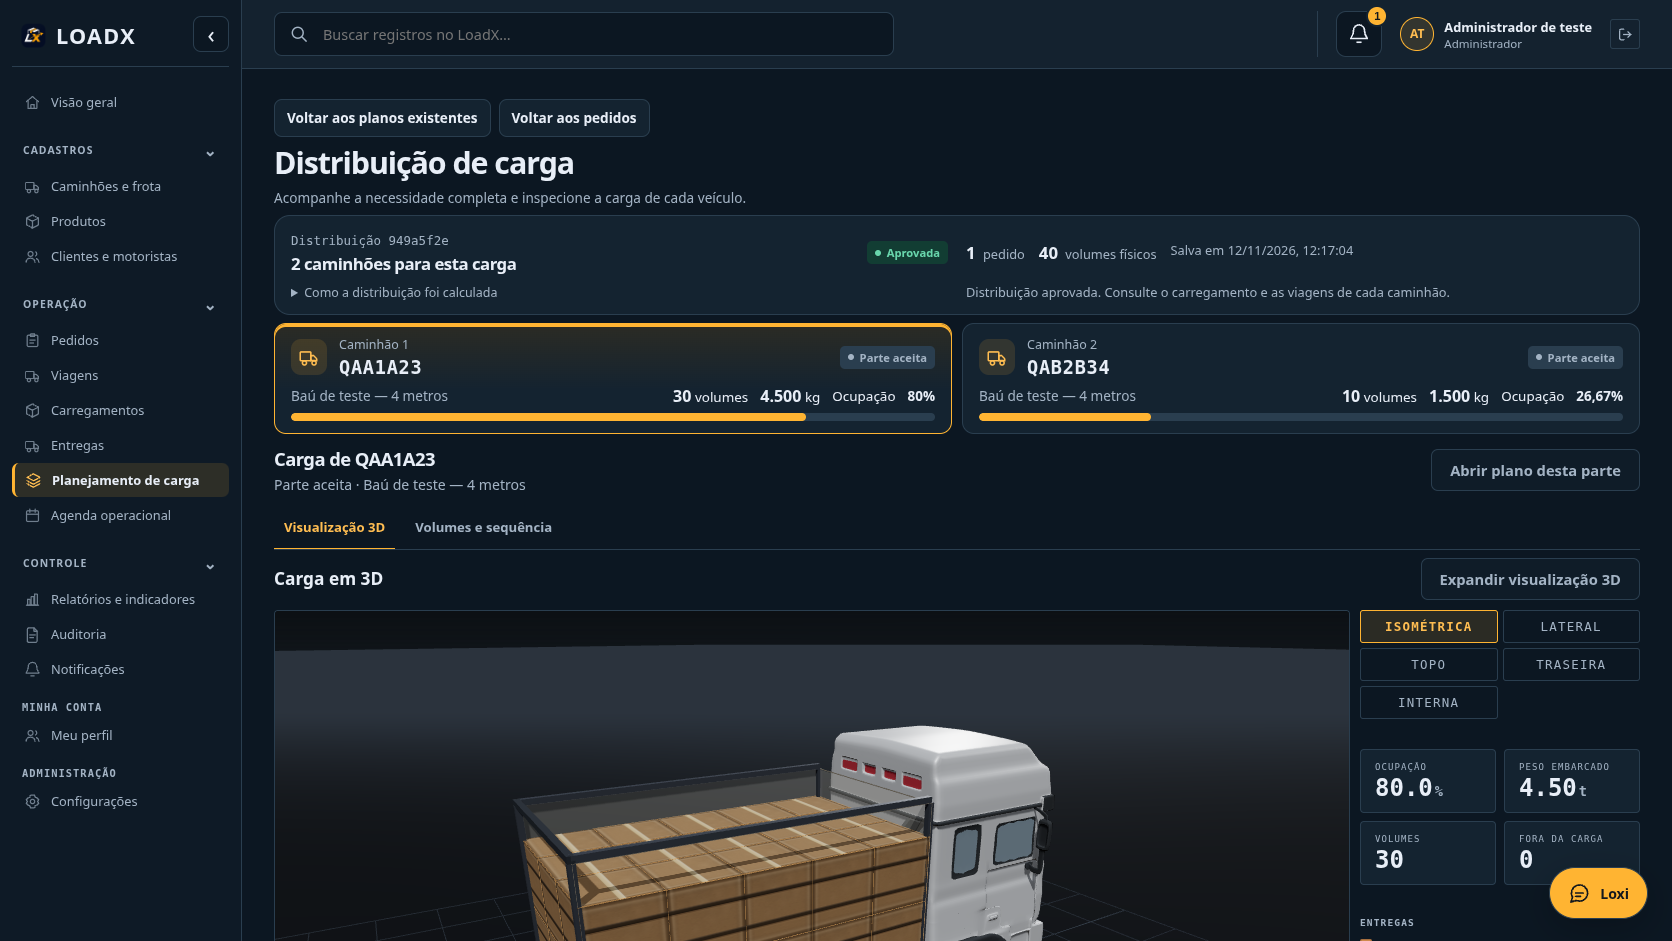 LOADX
Buscar registros no LoadX...
1
AT
Administrador de teste
Administrador
Visão geral
CADASTROS
Caminhões e frota
Produtos
Clientes e motoristas
OPERAÇÃO
Pedidos
Viagens
Carregamentos
Entregas
Planejamento de carga
Agenda operacional
CONTROLE
Relatórios e indicadores
Auditoria
Notificações
MINHA CONTA
Meu perfil
ADMINISTRAÇÃO
Configurações
Voltar aos planos existentes
Voltar aos pedidos
Distribuição de carga
Acompanhe a necessidade completa e inspecione a carga de cada veículo.
Distribuição 949a5f2e
2 caminhões para esta carga
Como a distribuição foi calculada
Aprovada
1 pedido 40 volumes físicos Salva em 12/11/2026, 12:17:04
Distribuição aprovada. Consulte o carregamento e as viagens de cada caminhão.
Caminhão 1
QAA1A23
Parte aceita
Baú de teste — 4 metros
30 volumes 4.500 kg Ocupação 80%
Caminhão 2
QAB2B34
Parte aceita
Baú de teste — 4 metros
10 volumes 1.500 kg Ocupação 26,67%
Carga de QAA1A23
Parte aceita · Baú de teste — 4 metros
Abrir plano desta parte
Visualização 3D
Volumes e sequência
Carga em 3D
Expandir visualização 3D
ISOMÉTRICA
LATERAL
TOPO
TRASEIRA
INTERNA
OCUPAÇÃO
80.0%
PESO EMBARCADO
4.50t
VOLUMES
30
FORA DA CARGA
0
Loxi
ENTREGAS